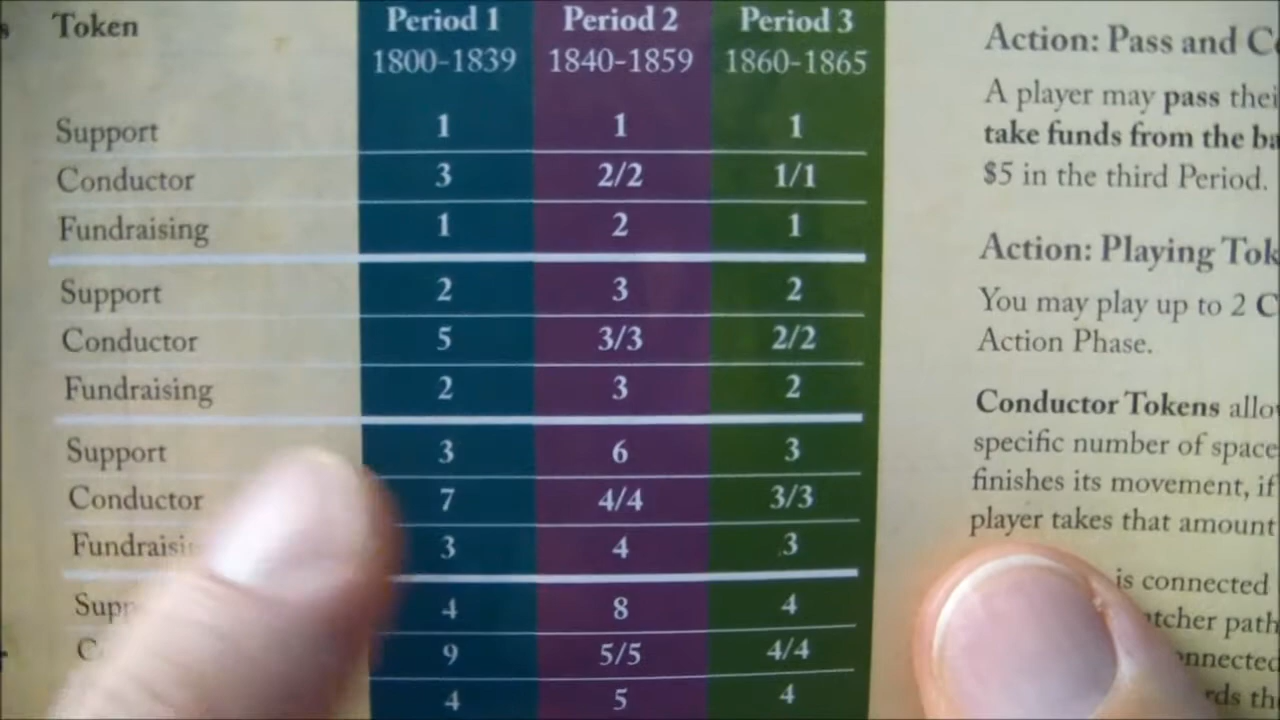 Token Period 1 Period 2 Period 3
1800-1839 1840-1859 1860-1865
Support 1 1 1
Conductor 3 2/2 1/1
Fundraising 1 2 1
Support 2 3 2
Conductor 5 3/3 2/2
Fundraising 2 3 2
Support 3 6 3
Conductor 7 4/4 3/3
3 4 3
4 8 4
9 5/5 4/4
4 5 4
Action: Pass and
A player may pass
take funds from the
$5 in the third Period.
Action: Playing
You may play up to 2
Action Phase.
Conductor Tokens
specific number of
finishes its movement, if
player takes that amount
is connected
path